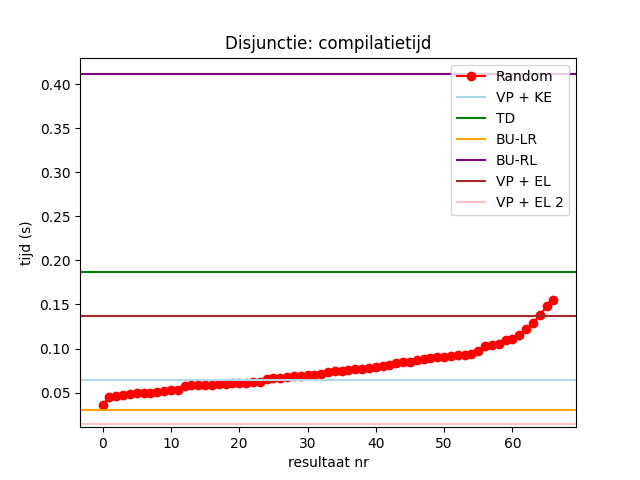 Disjunctie: compilatietijd
tijd (s)
0.40
0.35
0.30
0.25
0.20
0.15
0.10
0.05
Random
VP + KE
TD
BU-LR
BU-RL
VP + EL
VP + EL 2
0 10 20 30 40 50 60
resultaat nr